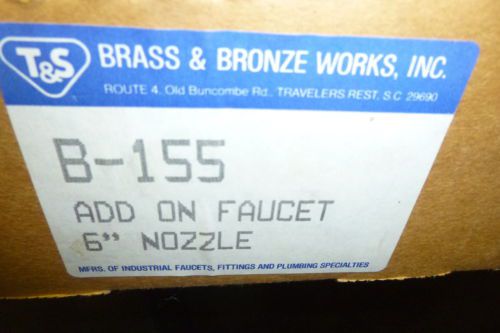 T&S BRASS & BRONZE WORKS, INC.
ROUTE 4, Old Buncombe Rd., TRAVELERS REST, S.C 29690
B-155
ADD ON FAUCET
6" NOZZLE
MFRS. OF INDUSTRIAL FAUCETS, FITTINGS AND PLUMBING SPECIALTIES